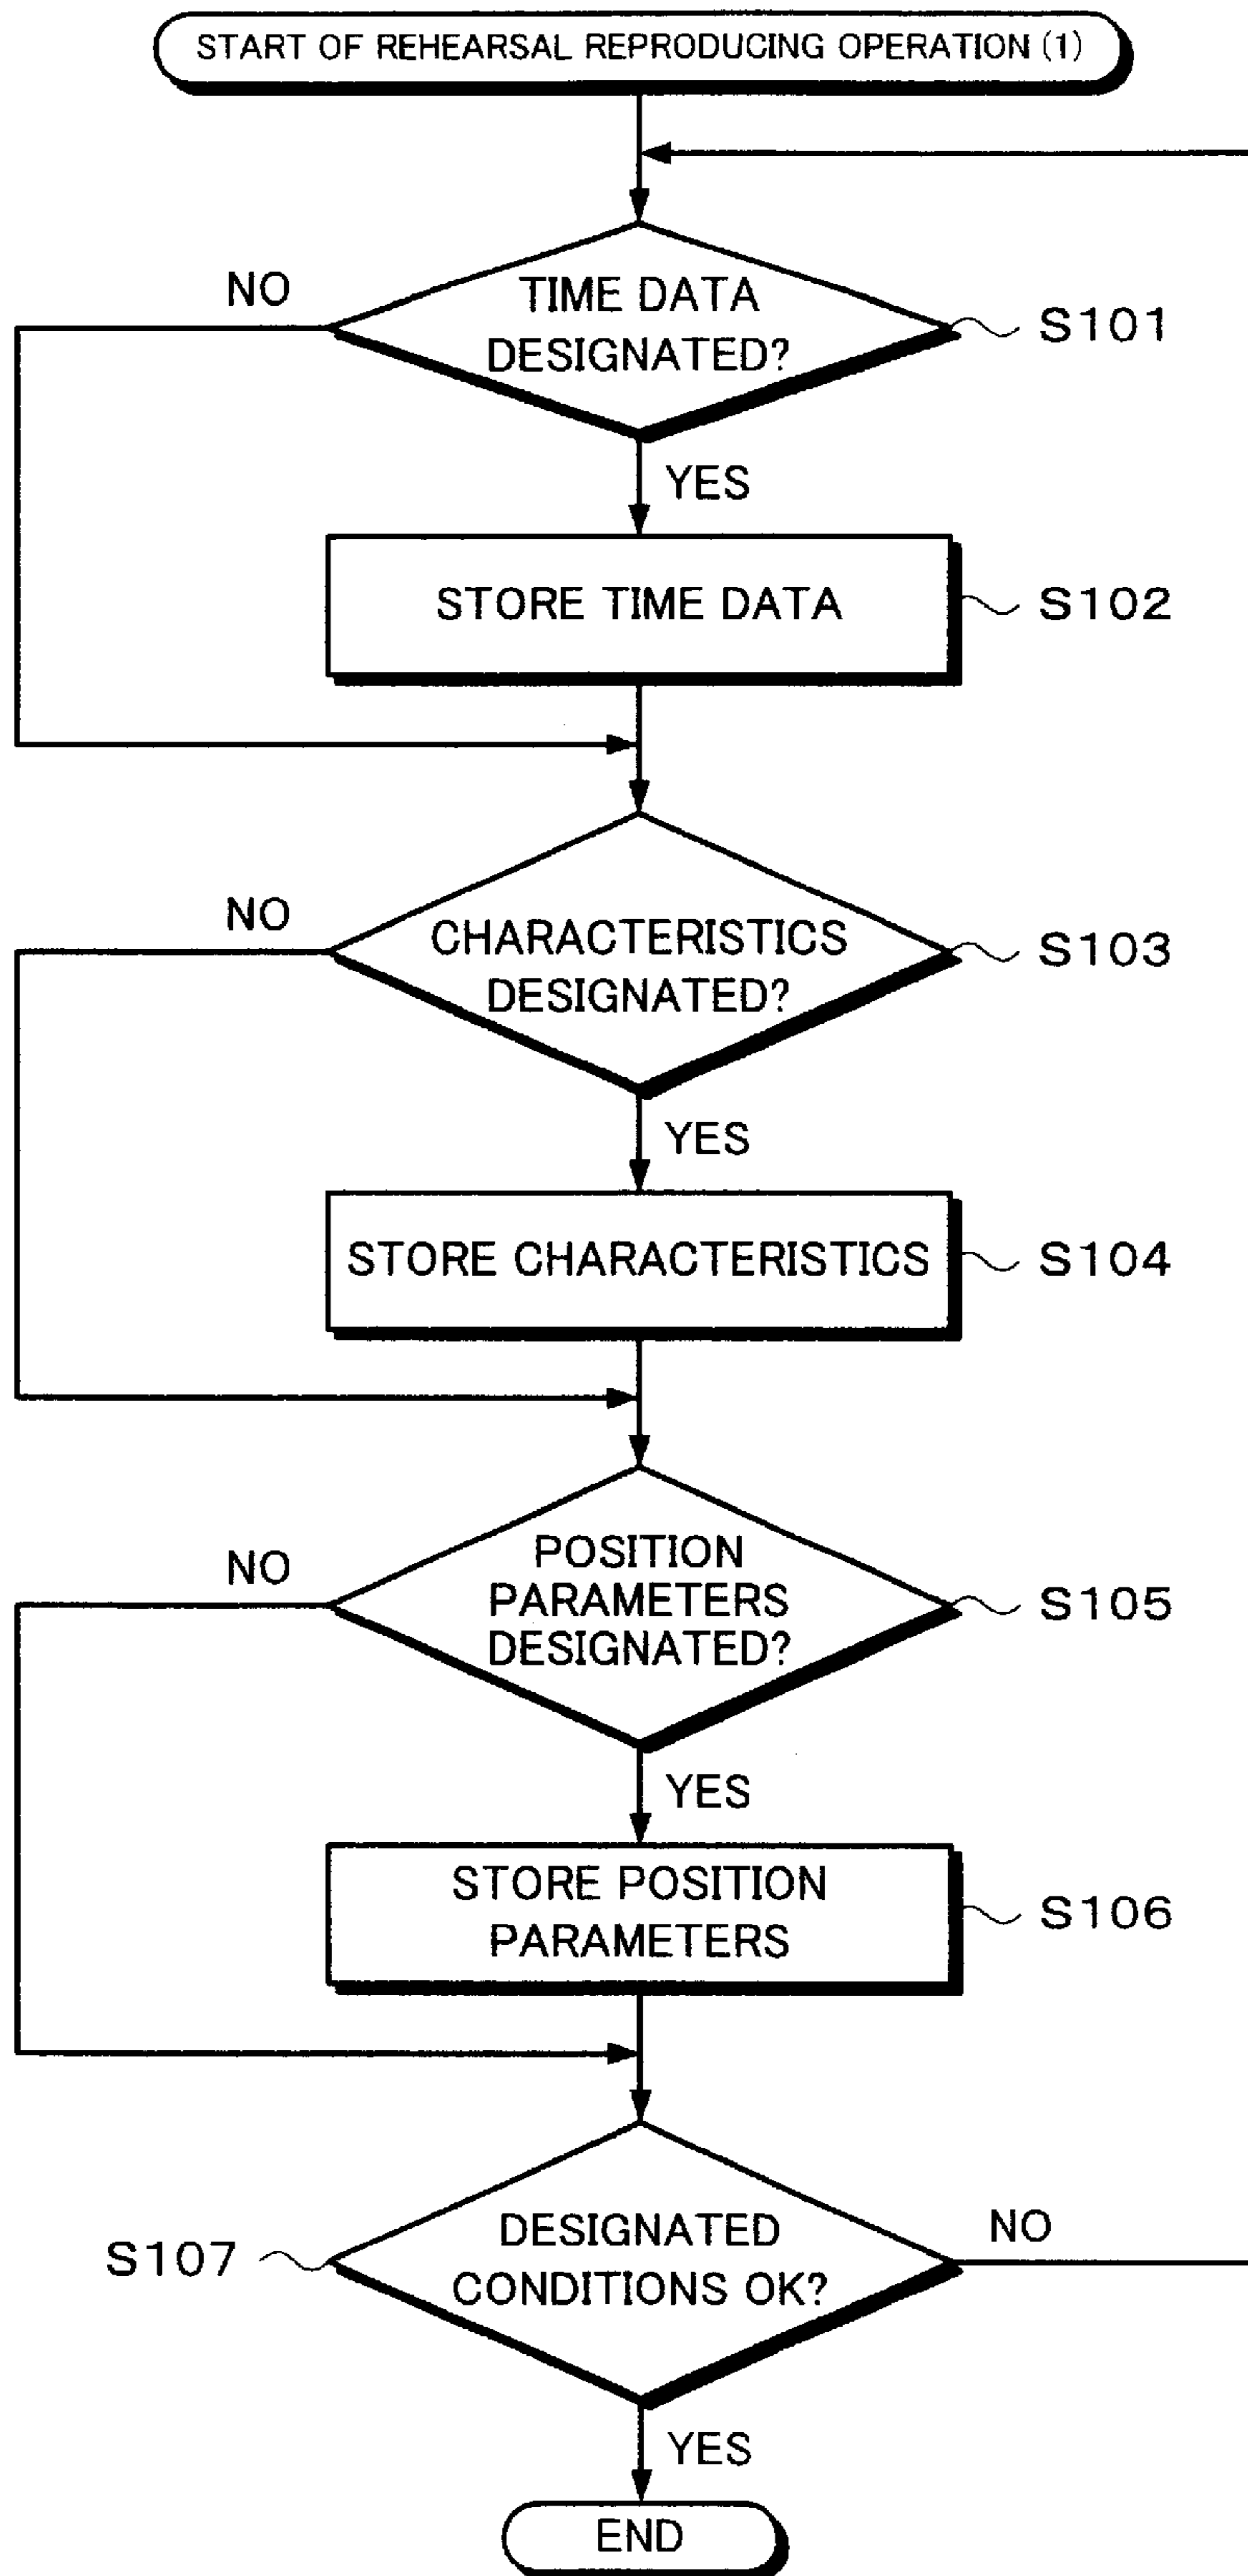 START OF REHEARSAL REPRODUCING OPERATION (1)
NO
TIME DATA
DESIGNATED?
S101
YES
STORE TIME DATA
S102
NO
CHARACTERISTICS
DESIGNATED?
S103
YES
STORE CHARACTERISTICS
S104
NO
POSITION
PARAMETERS
DESIGNATED?
S105
YES
STORE POSITION
PARAMETERS
S106
S107
DESIGNATED
CONDITIONS OK?
NO
YES
END